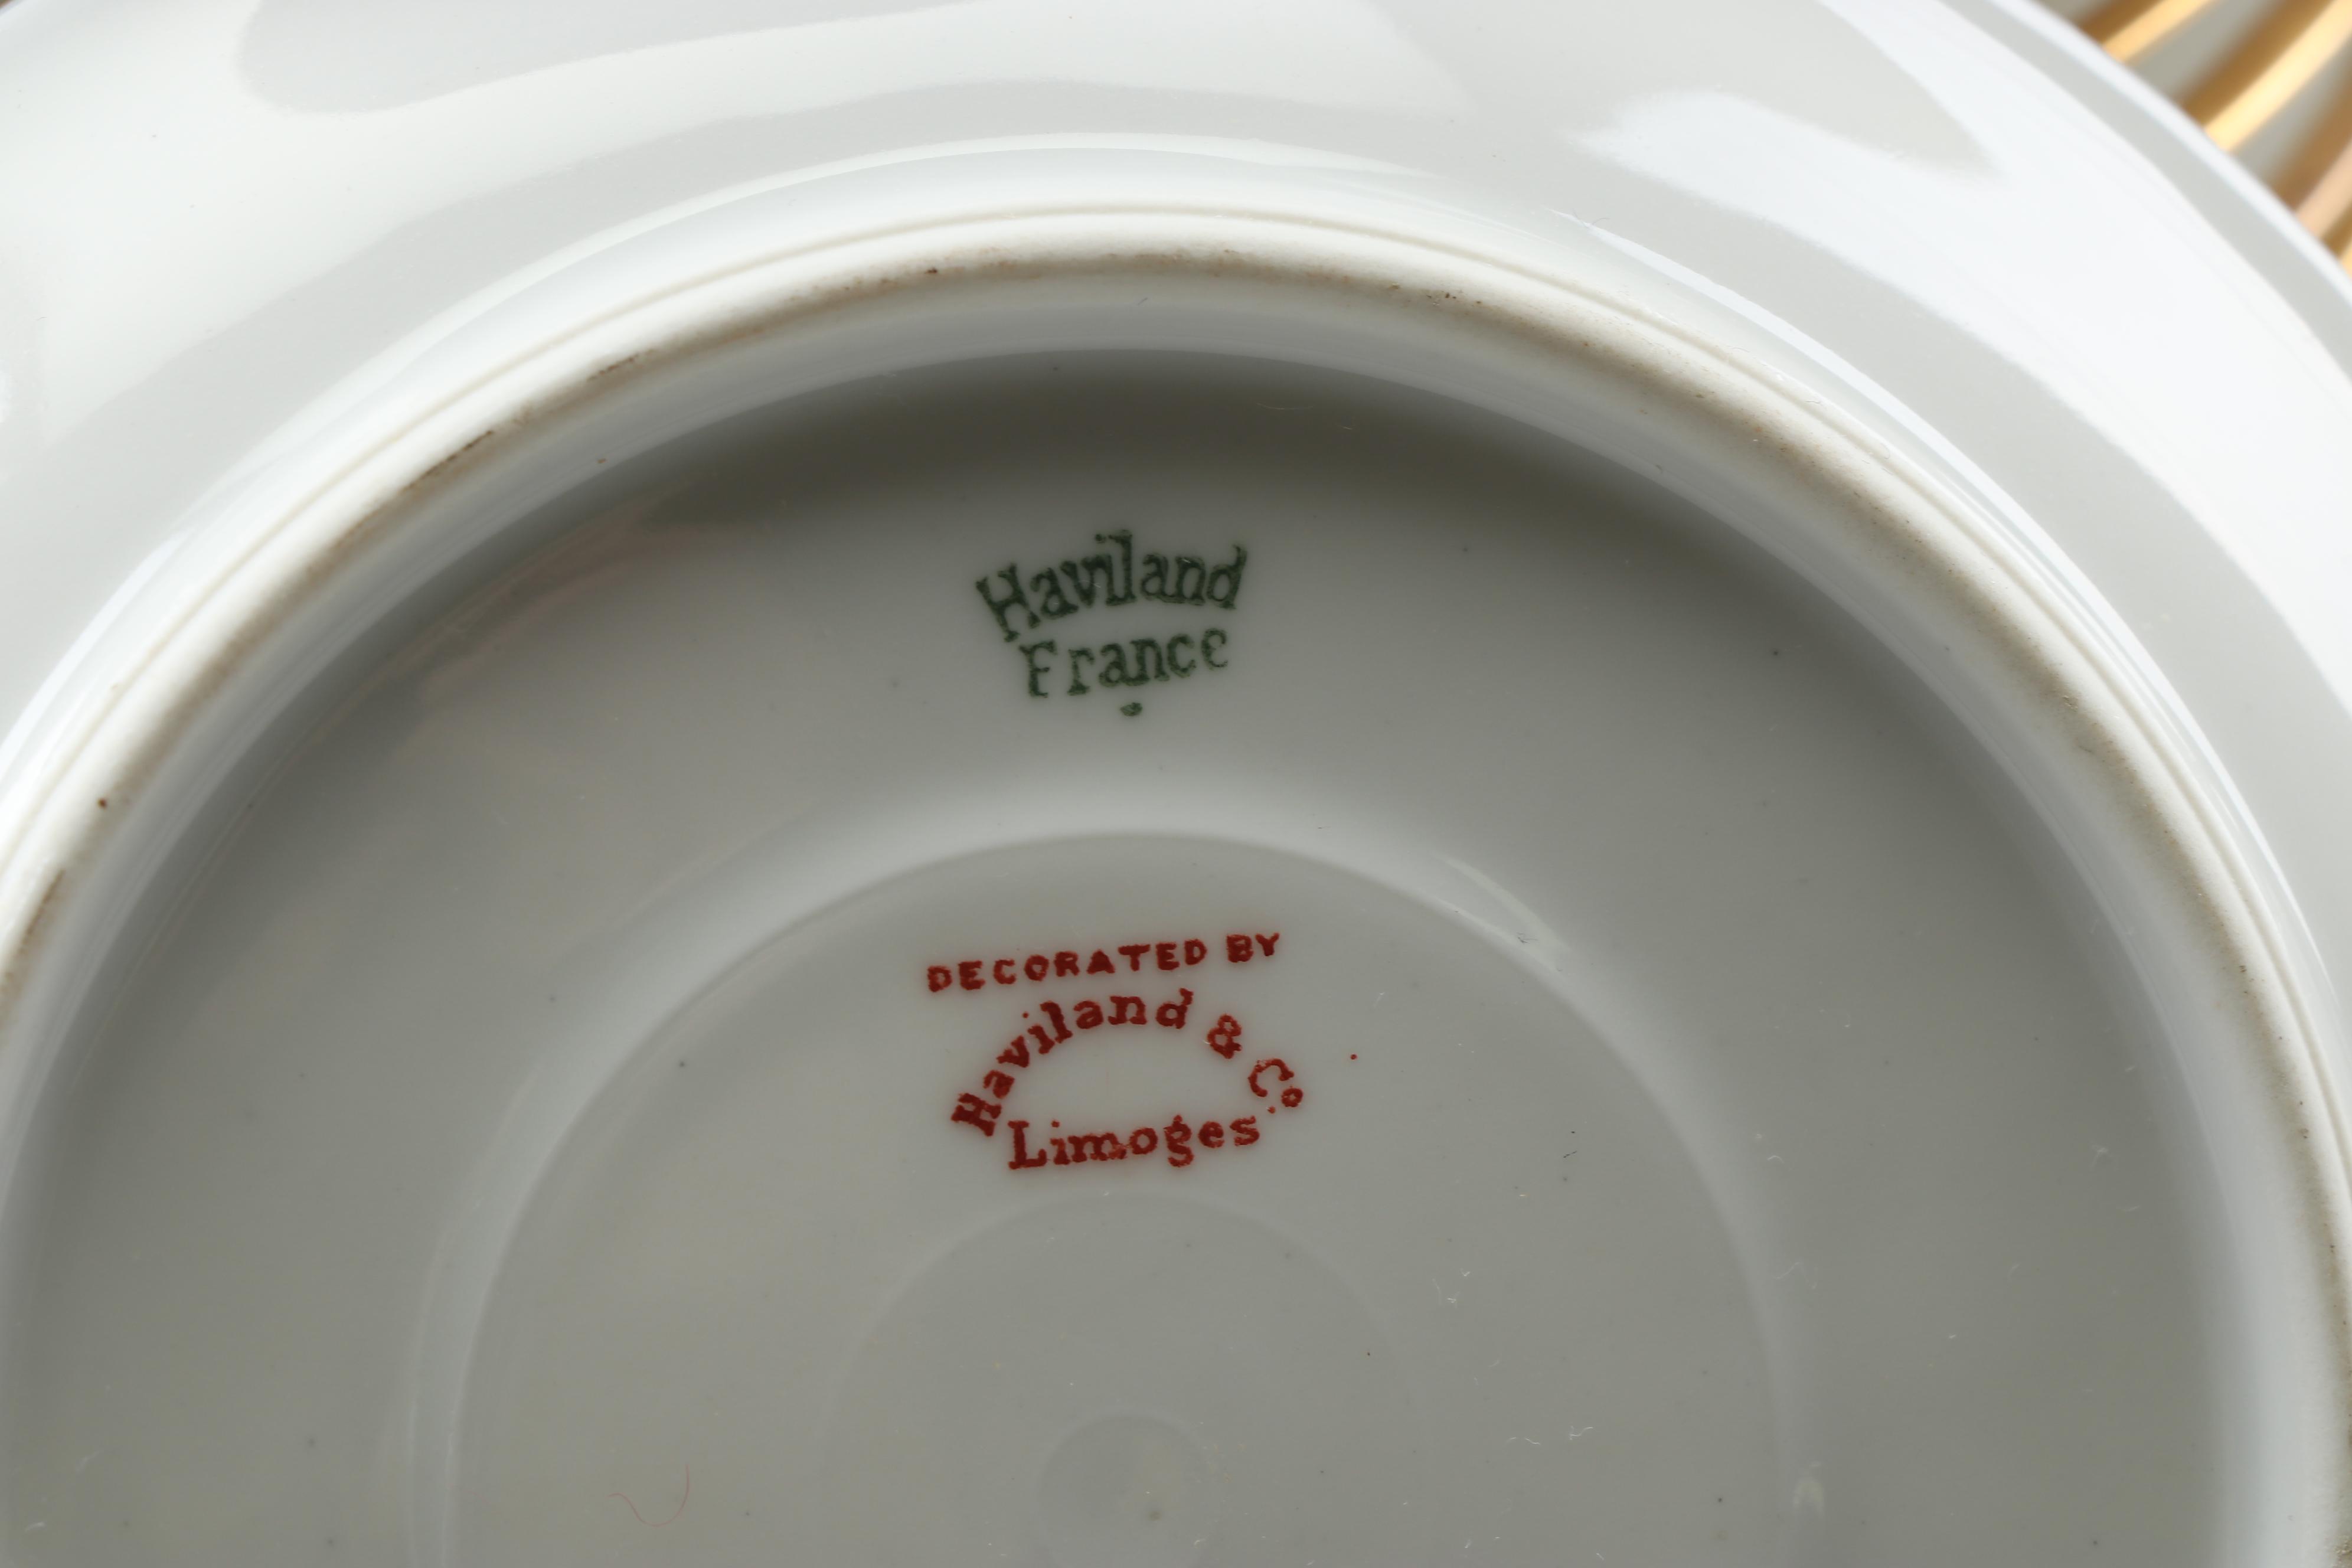 Haviland
France
DECORATED BY
Haviland & Co.
Limoges